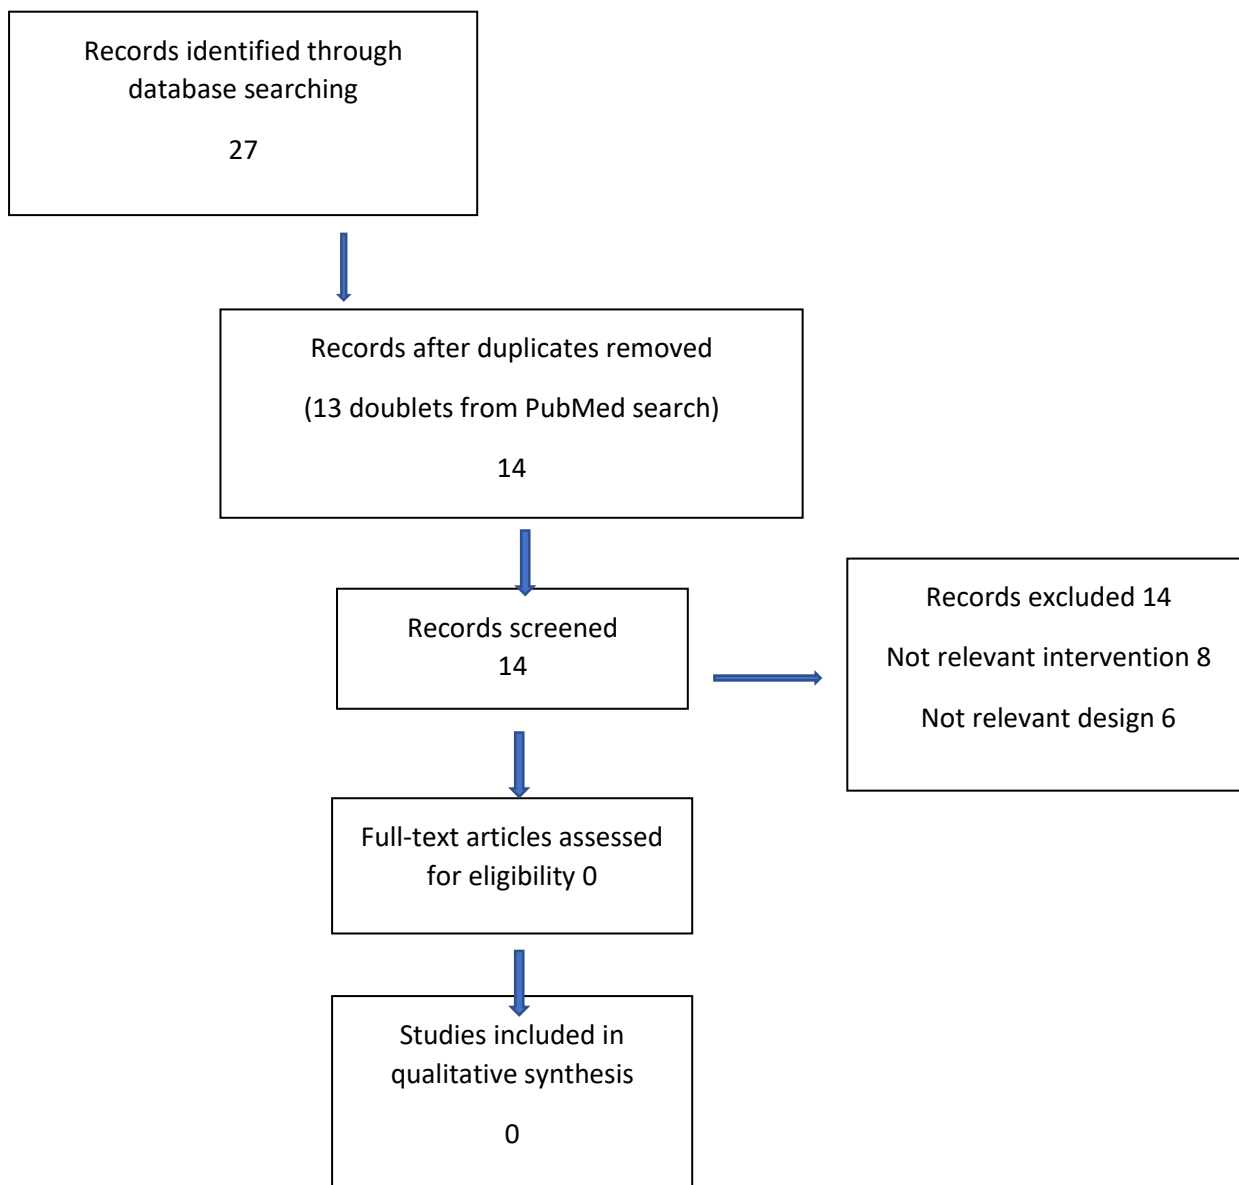 Records identified through
database searching
27
Records after duplicates removed
(13 doublets from PubMed search)
14
Records screened
14
Records excluded 14
Not relevant intervention 8
Not relevant design 6
Full-text articles assessed
for eligibility 0
Studies included in
qualitative synthesis
0